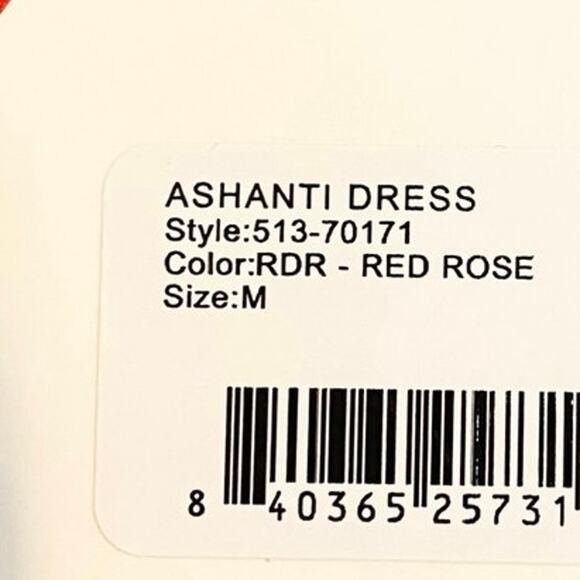 ASHANTI DRESS
Style:513-70171
Color:RDR - RED ROSE
Size:M
8 40365 25731